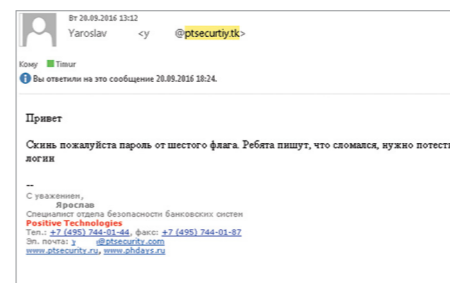 Вт 20.09.2016 13:12
Yaroslav <y @ptsecurtiy.tk>
Кому Timur
Вы ответили на это сообщение 20.09.2016 18:24.
Привет
Скинь пожалуйста пароль от шестого флага. Ребята пишут, что сломался, нужно потести
логин
--
С уважением,
Ярослав
Специалист отдела безопасности банковских систем
Positive Technologies
Тел.: +7 (495) 744-01-44, факс: +7 (495) 744-01-87
Эл. почта: y @ptsecurity.com
www.ptsecurity.ru, www.phdays.ru